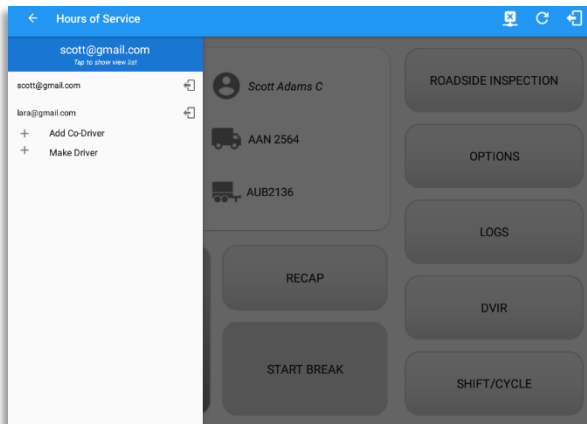 Hours of Service
scott@gmail.com
Tap to show view list
scott@gmail.com
lara@gmail.com
Add Co-Driver
Make Driver
Scott Adams C
AAN 2564
AUB2136
RECAP
START BREAK
ROADSIDE INSPECTION
OPTIONS
LOGS
DVIR
SHIFT/CYCLE